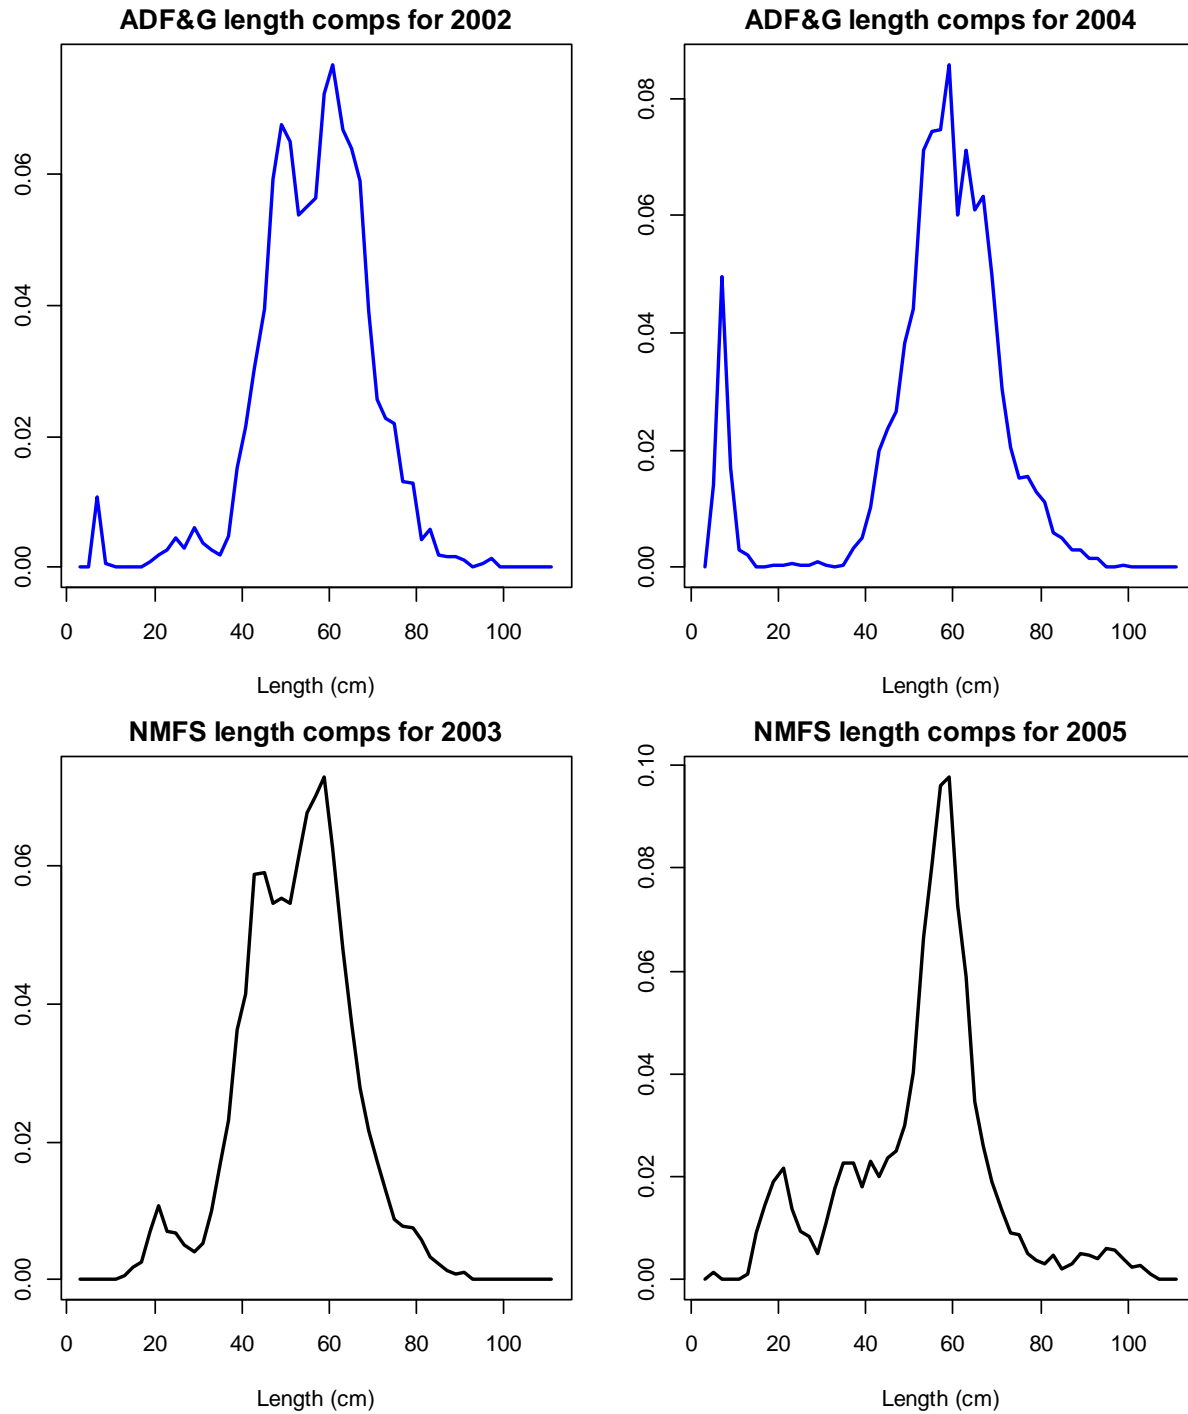 ADF&G length comps for 2002
0.00 0.02 0.04 0.06
0 20 40 60 80 100
Length (cm)
ADF&G length comps for 2004
0.00 0.02 0.04 0.06 0.08
0 20 40 60 80 100
Length (cm)
NMFS length comps for 2003
0.00 0.02 0.04 0.06
0 20 40 60 80 100
Length (cm)
NMFS length comps for 2005
0.00 0.02 0.04 0.06 0.08 0.10
0 20 40 60 80 100
Length (cm)